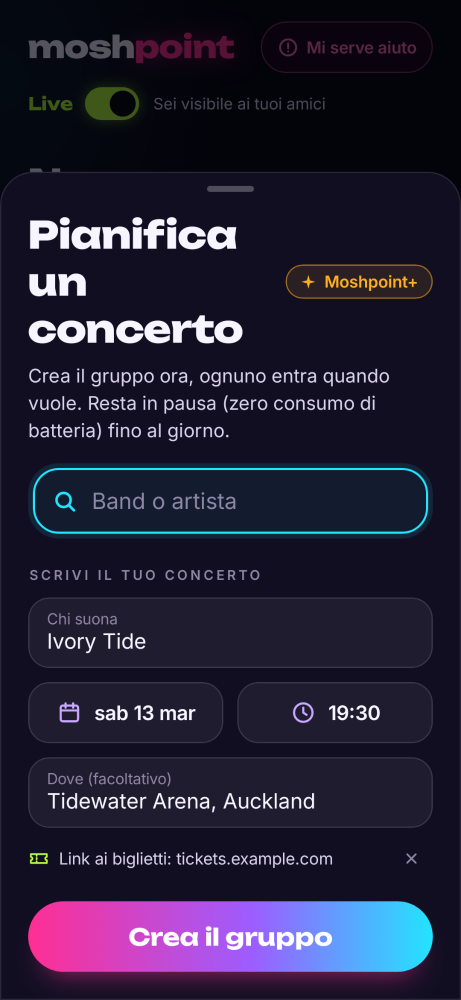 moshpoint
Mi serve aiuto
Live
Sei visibile ai tuoi amici
Pianifica
un
concerto
Moshpoint+
Crea il gruppo ora, ognuno entra quando
vuole. Resta in pausa (zero consumo di
batteria) fino al giorno.
Band o artista
SCRIVI IL TUO CONCERTO
Chi suona
Ivory Tide
sab 13 mar
19:30
Dove (facoltativo)
Tidewater Arena, Auckland
Link ai biglietti: tickets.example.com
Crea il gruppo